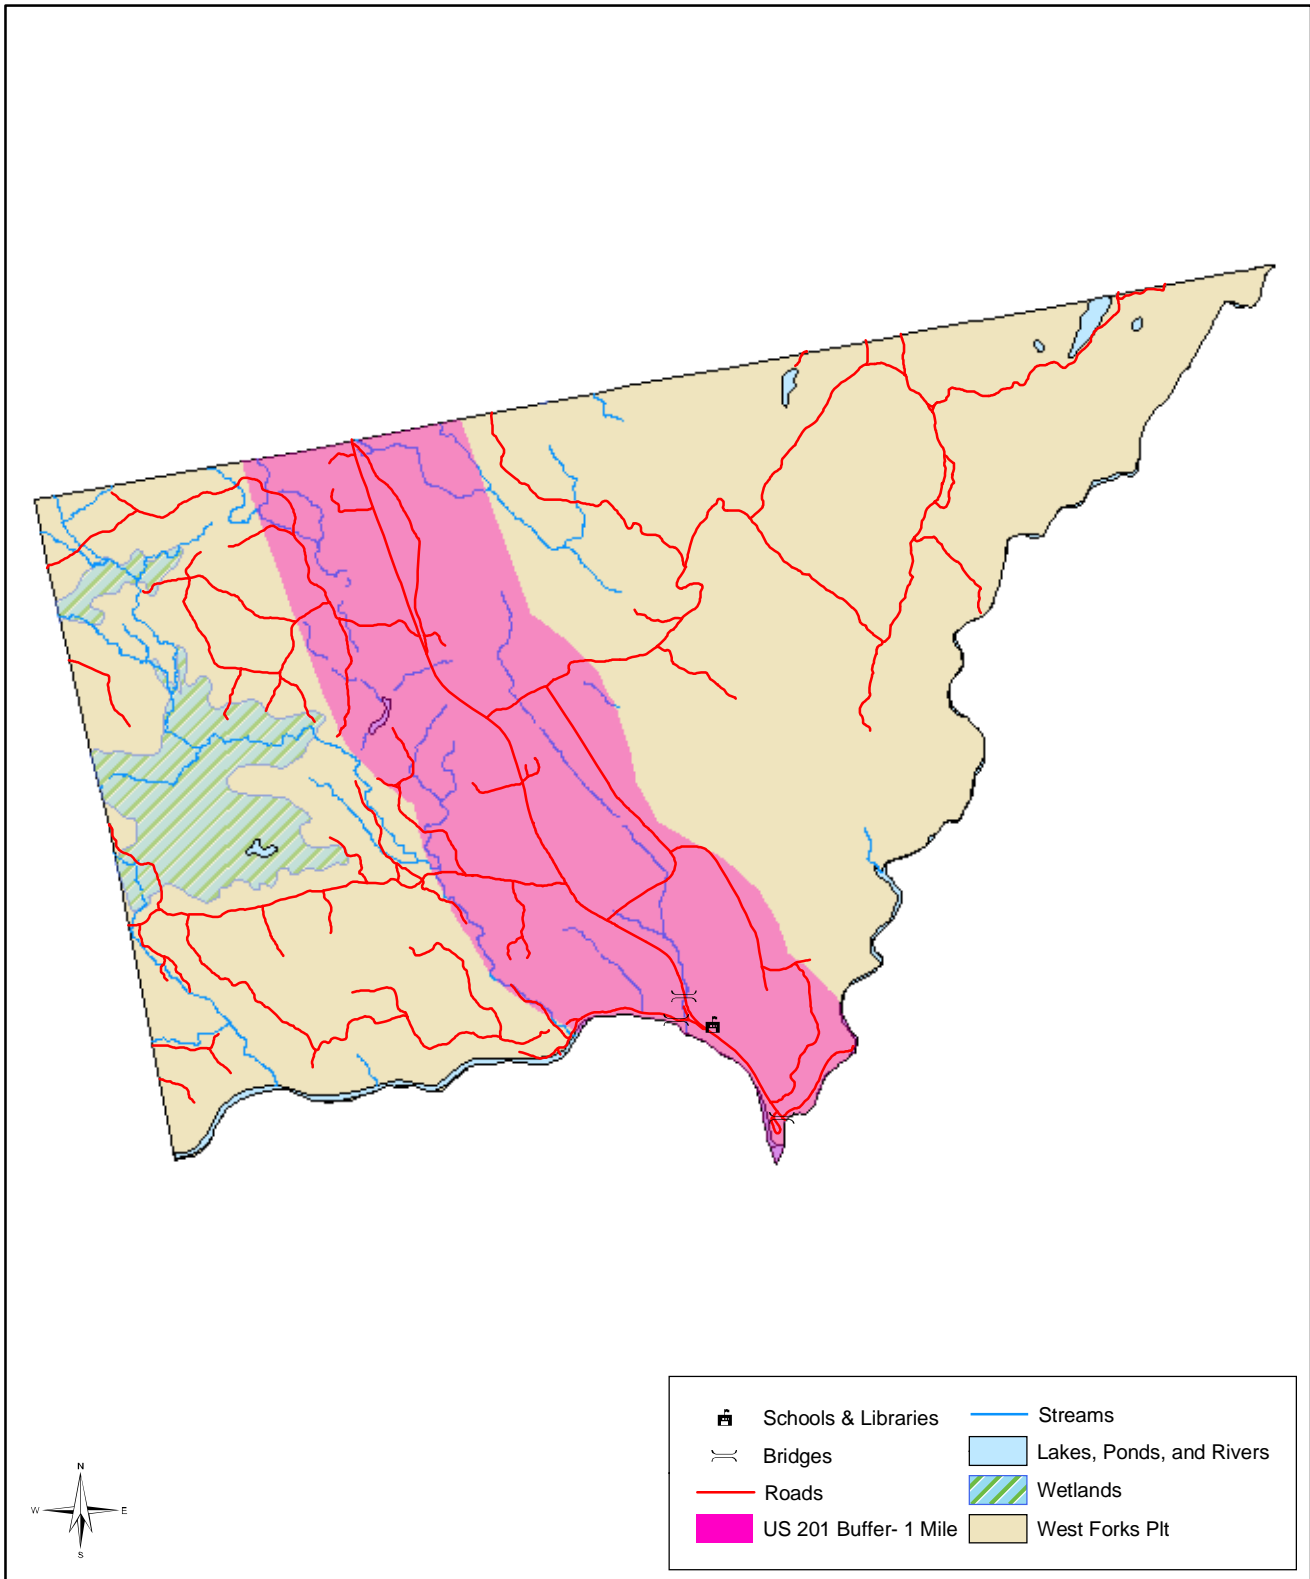 Schools & Libraries
Bridges
Roads
US 201 Buffer- 1 Mile
Streams
Lakes, Ponds, and Rivers
Wetlands
West Forks Plt
N
W E
S